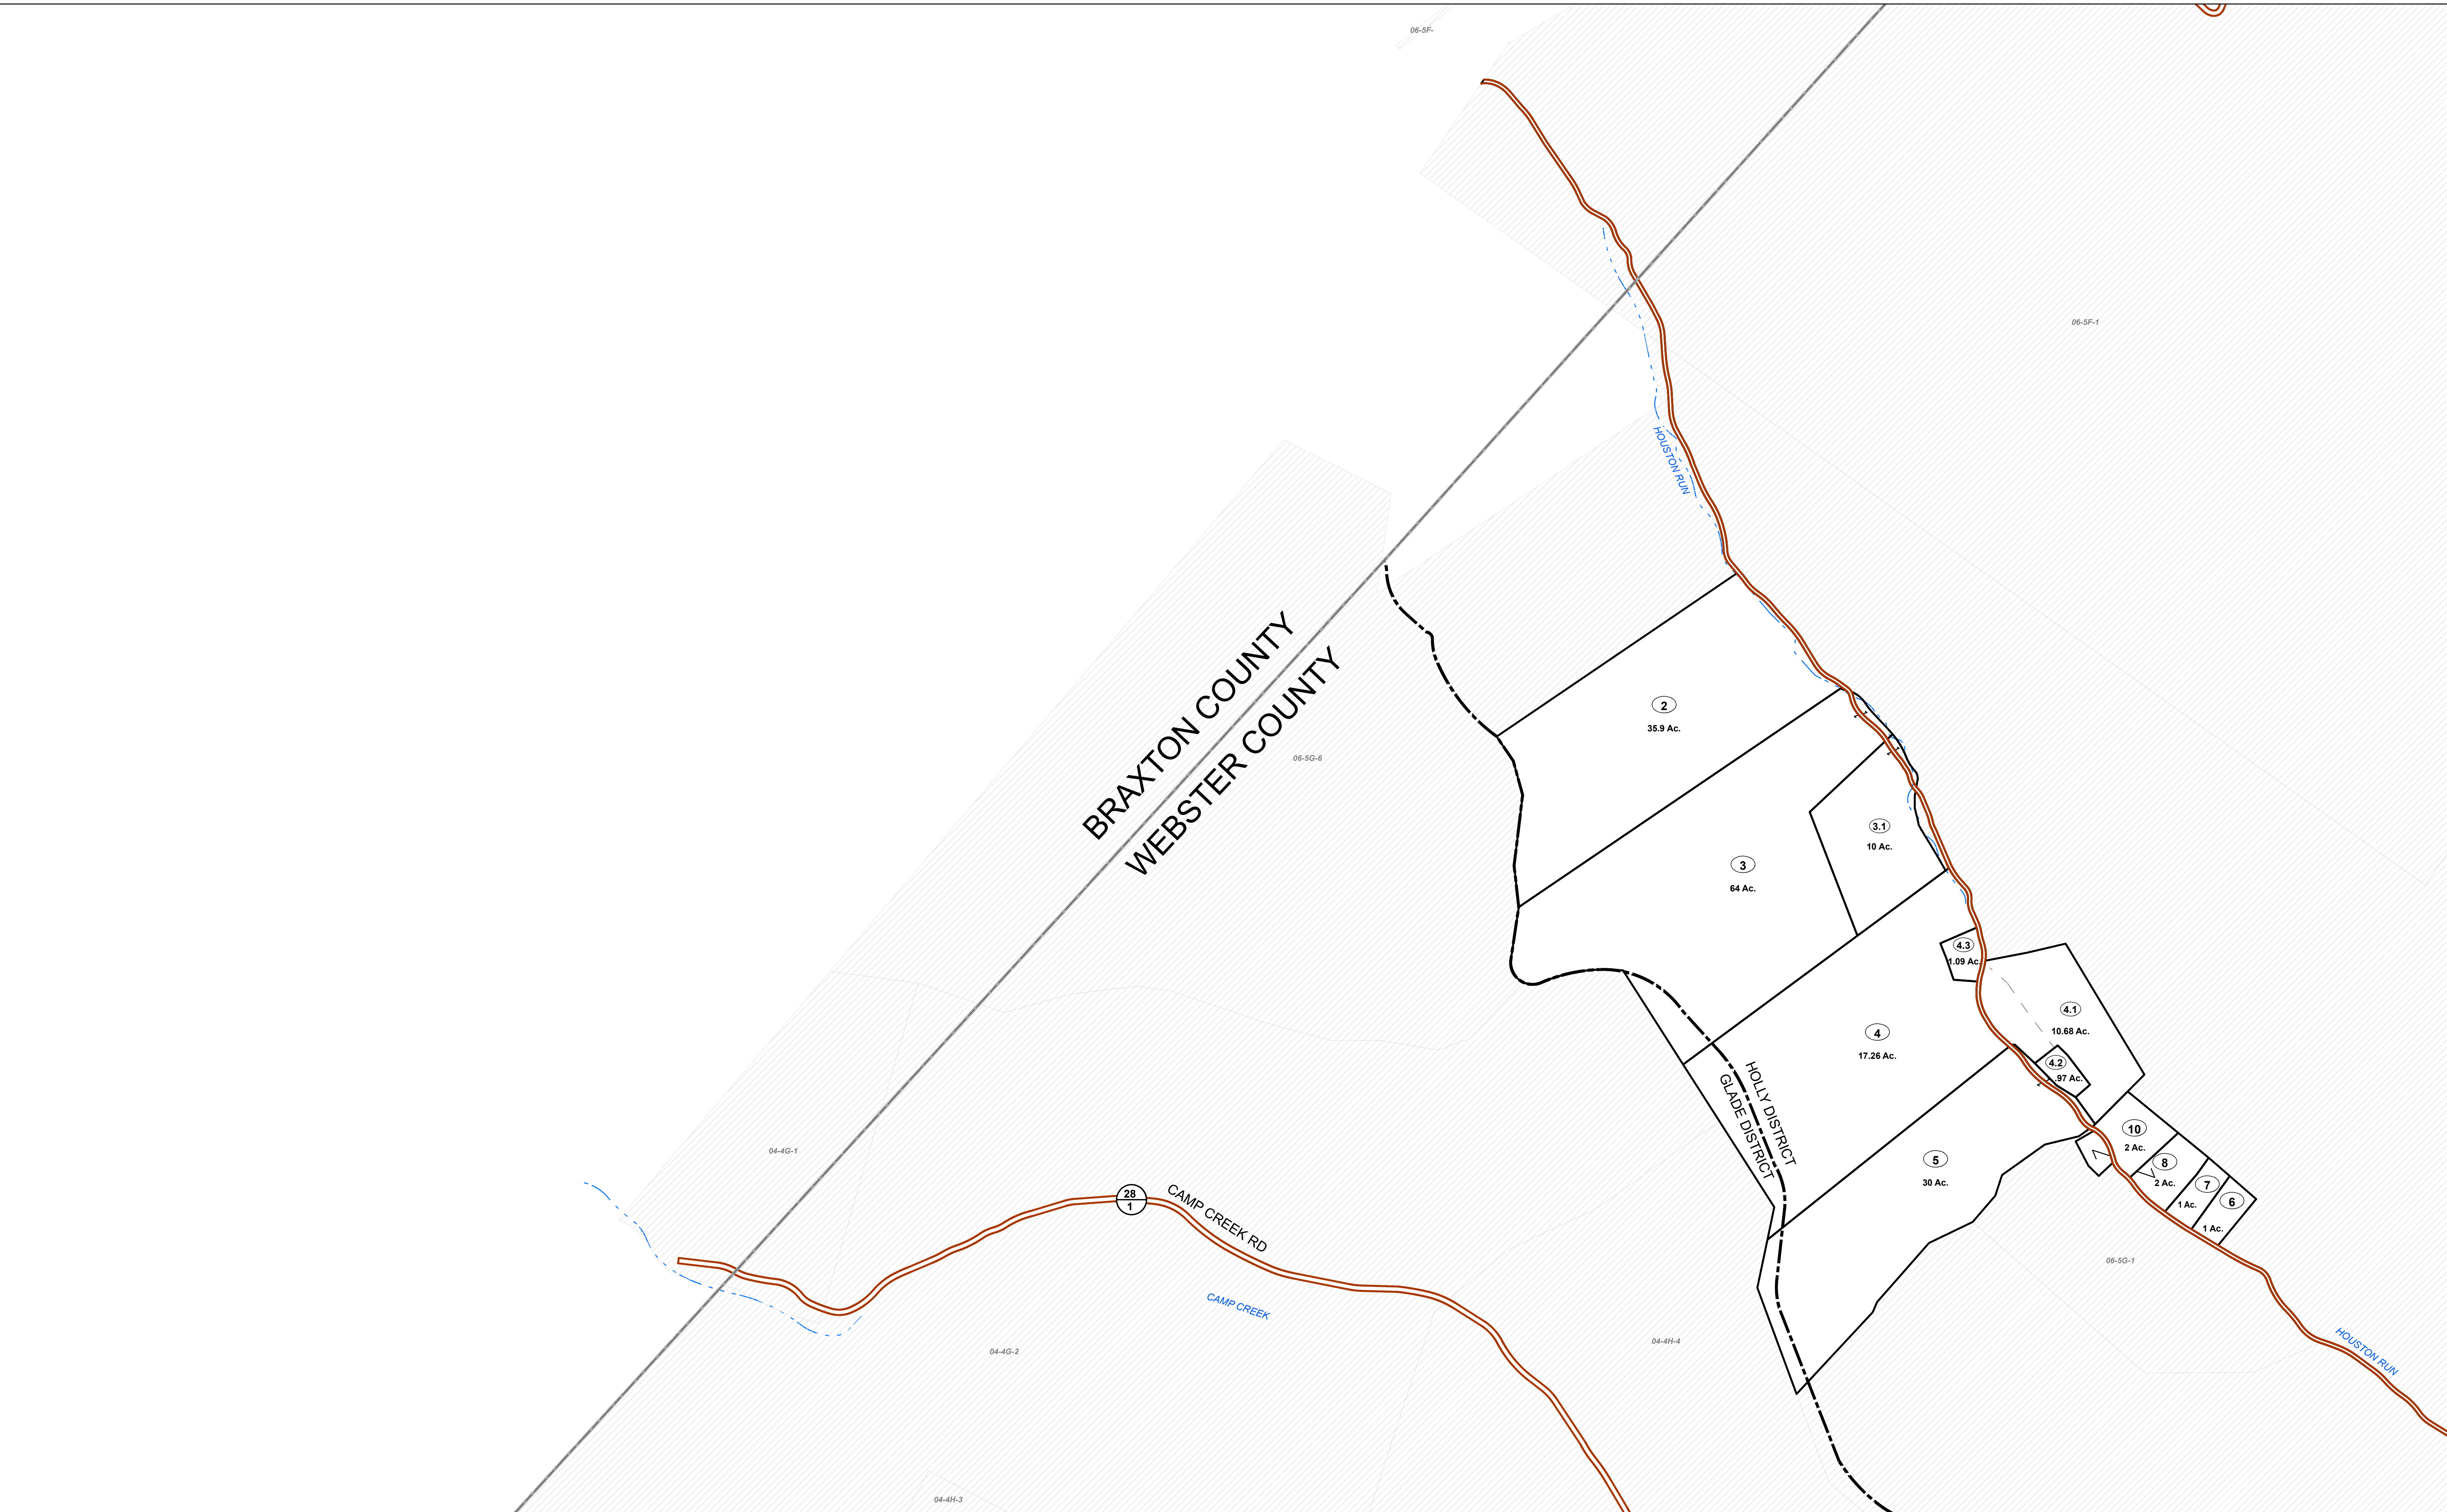 06-5F-
06-5F-1
HOUSTON RUN
BRAXTON COUNTY
WEBSTER COUNTY
06-5G-6
2
35.9 Ac.
3.1
10 Ac.
3
64 Ac.
4.3
1.09 Ac.
4.1
10.68 Ac.
4
17.26 Ac.
4.2
.97 Ac.
HOLLY DISTRICT
GLADE DISTRICT
10
2 Ac.
8
2 Ac.
7
1 Ac.
6
1 Ac.
5
30 Ac.
04-4G-1
28
1
CAMP CREEK RD
CAMP CREEK
06-5G-1
HOUSTON RUN
04-4H-4
04-4G-2
04-4H-3